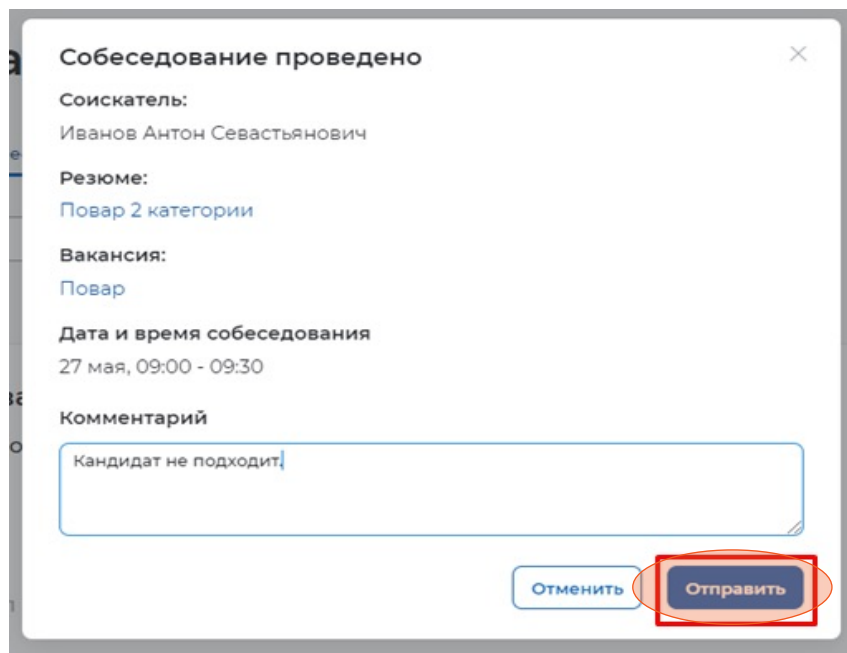 Собеседование проведено
Соискатель:
Иванов Антон Севастьянович
Резюме:
Повар 2 категории
Вакансия:
Повар
Дата и время собеседования
27 мая, 09:00 - 09:30
Комментарий
Кандидат не подходит.
Отменить
Отправить